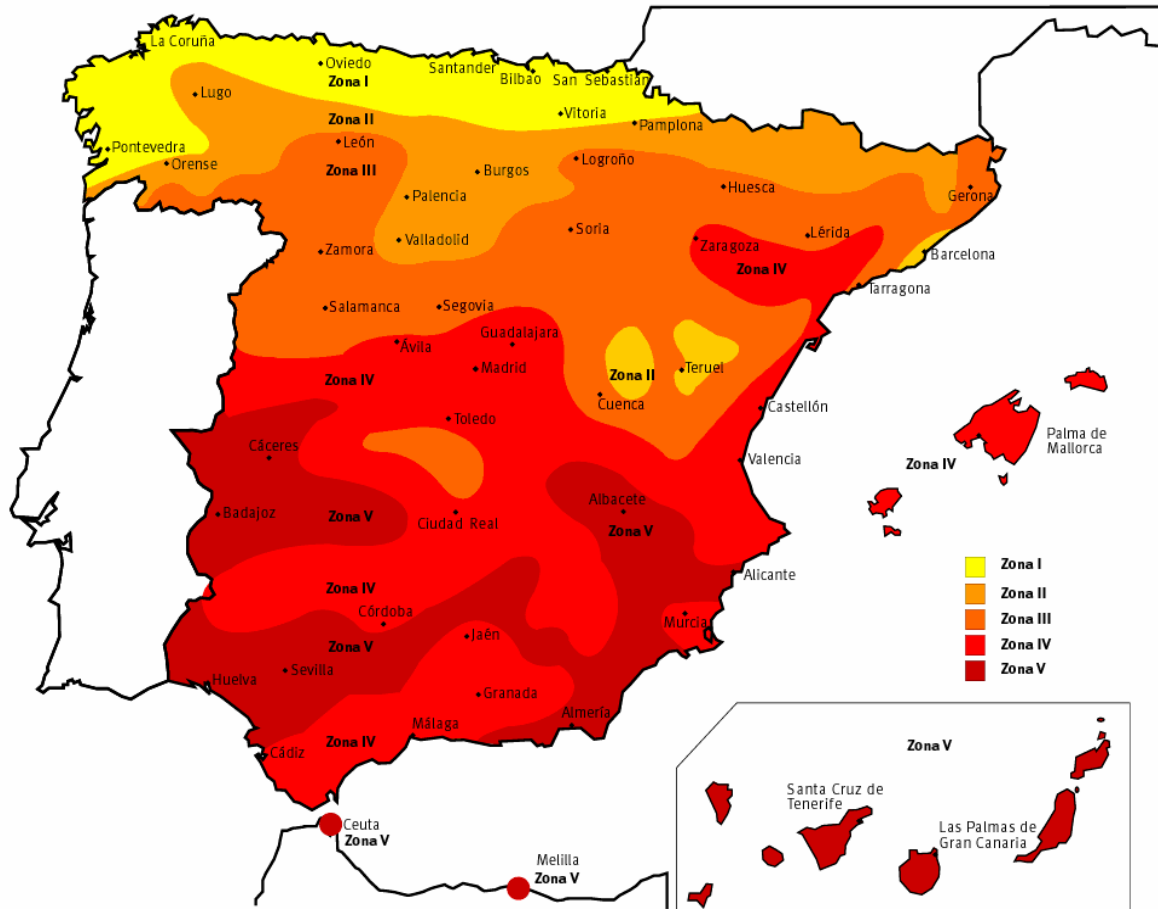 La Coruña
Oviedo
Santander
Bilbao
San Sebastián
Zona I
Lugo
Vitoria
Zona II
Pamplona
Pontevedra
León
Orense
Zona III
Burgos
Logroño
Huesca
Gerona
Palencia
Soria
Valladolid
Zamora
Zaragoza
Lérida
Barcelona
Zona IV
Tarragona
Salamanca
Segovia
Guadalajara
Ávila
Madrid
Zona II
Teruel
Zona IV
Cuenca
Castellón
Toledo
Palma de
Mallorca
Cáceres
Valencia
Zona IV
Albacete
Badajoz
Zona V
Ciudad Real
Zona V
Alicante
Zona IV
Córdoba
Murcia
Jaén
Zona V
Sevilla
Huelva
Granada
Almería
Málaga
Cádiz
Zona IV
Zona I
Zona II
Zona III
Zona IV
Zona V
Ceuta
Zona V
Melilla
Zona V
Zona V
Santa Cruz de
Tenerife
Las Palmas de
Gran Canaria